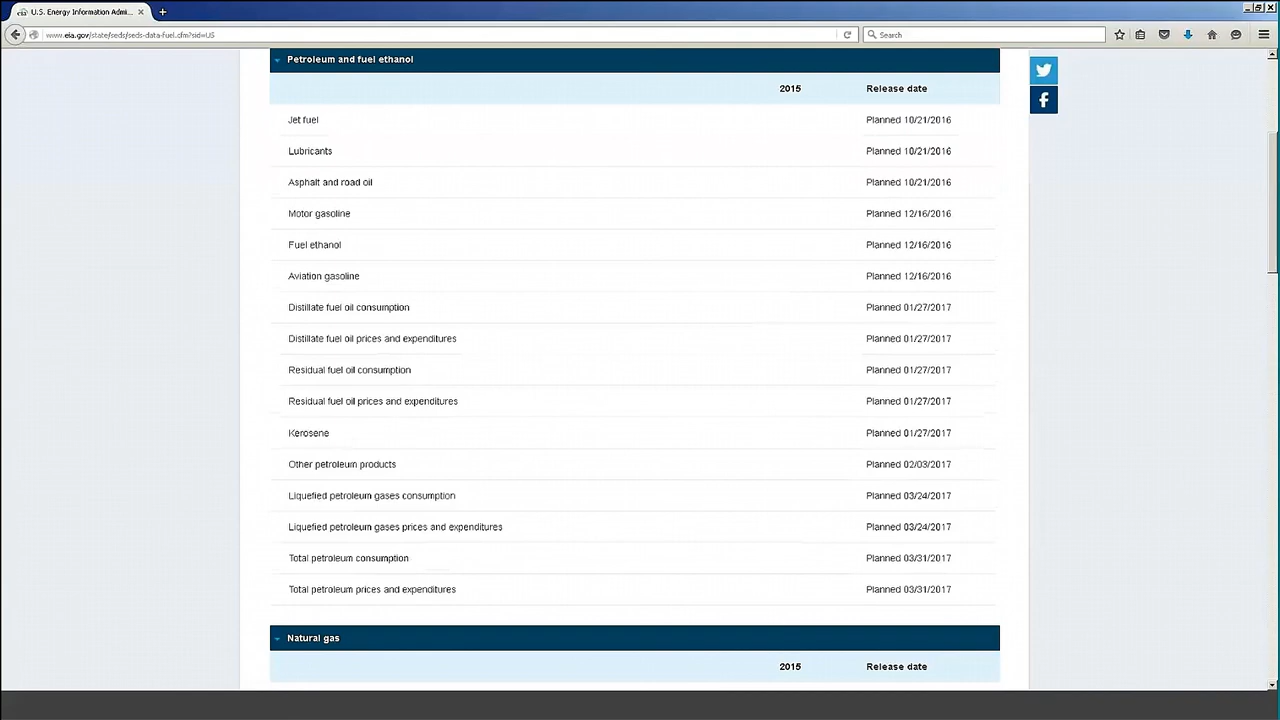 U.S. Energy Information Admi...
www.eia.gov/state/seds/seds-data-fuel.cfm?sid=US
Search
Petroleum and fuel ethanol
2015 Release date
Jet fuel Planned 10/21/2016
Lubricants Planned 10/21/2016
Asphalt and road oil Planned 10/21/2016
Motor gasoline Planned 12/16/2016
Fuel ethanol Planned 12/16/2016
Aviation gasoline Planned 12/16/2016
Distillate fuel oil consumption Planned 01/27/2017
Distillate fuel oil prices and expenditures Planned 01/27/2017
Residual fuel oil consumption Planned 01/27/2017
Residual fuel oil prices and expenditures Planned 01/27/2017
Kerosene Planned 01/27/2017
Other petroleum products Planned 02/03/2017
Liquefied petroleum gases consumption Planned 03/24/2017
Liquefied petroleum gases prices and expenditures Planned 03/24/2017
Total petroleum consumption Planned 03/31/2017
Total petroleum prices and expenditures Planned 03/31/2017
Natural gas
2015 Release date